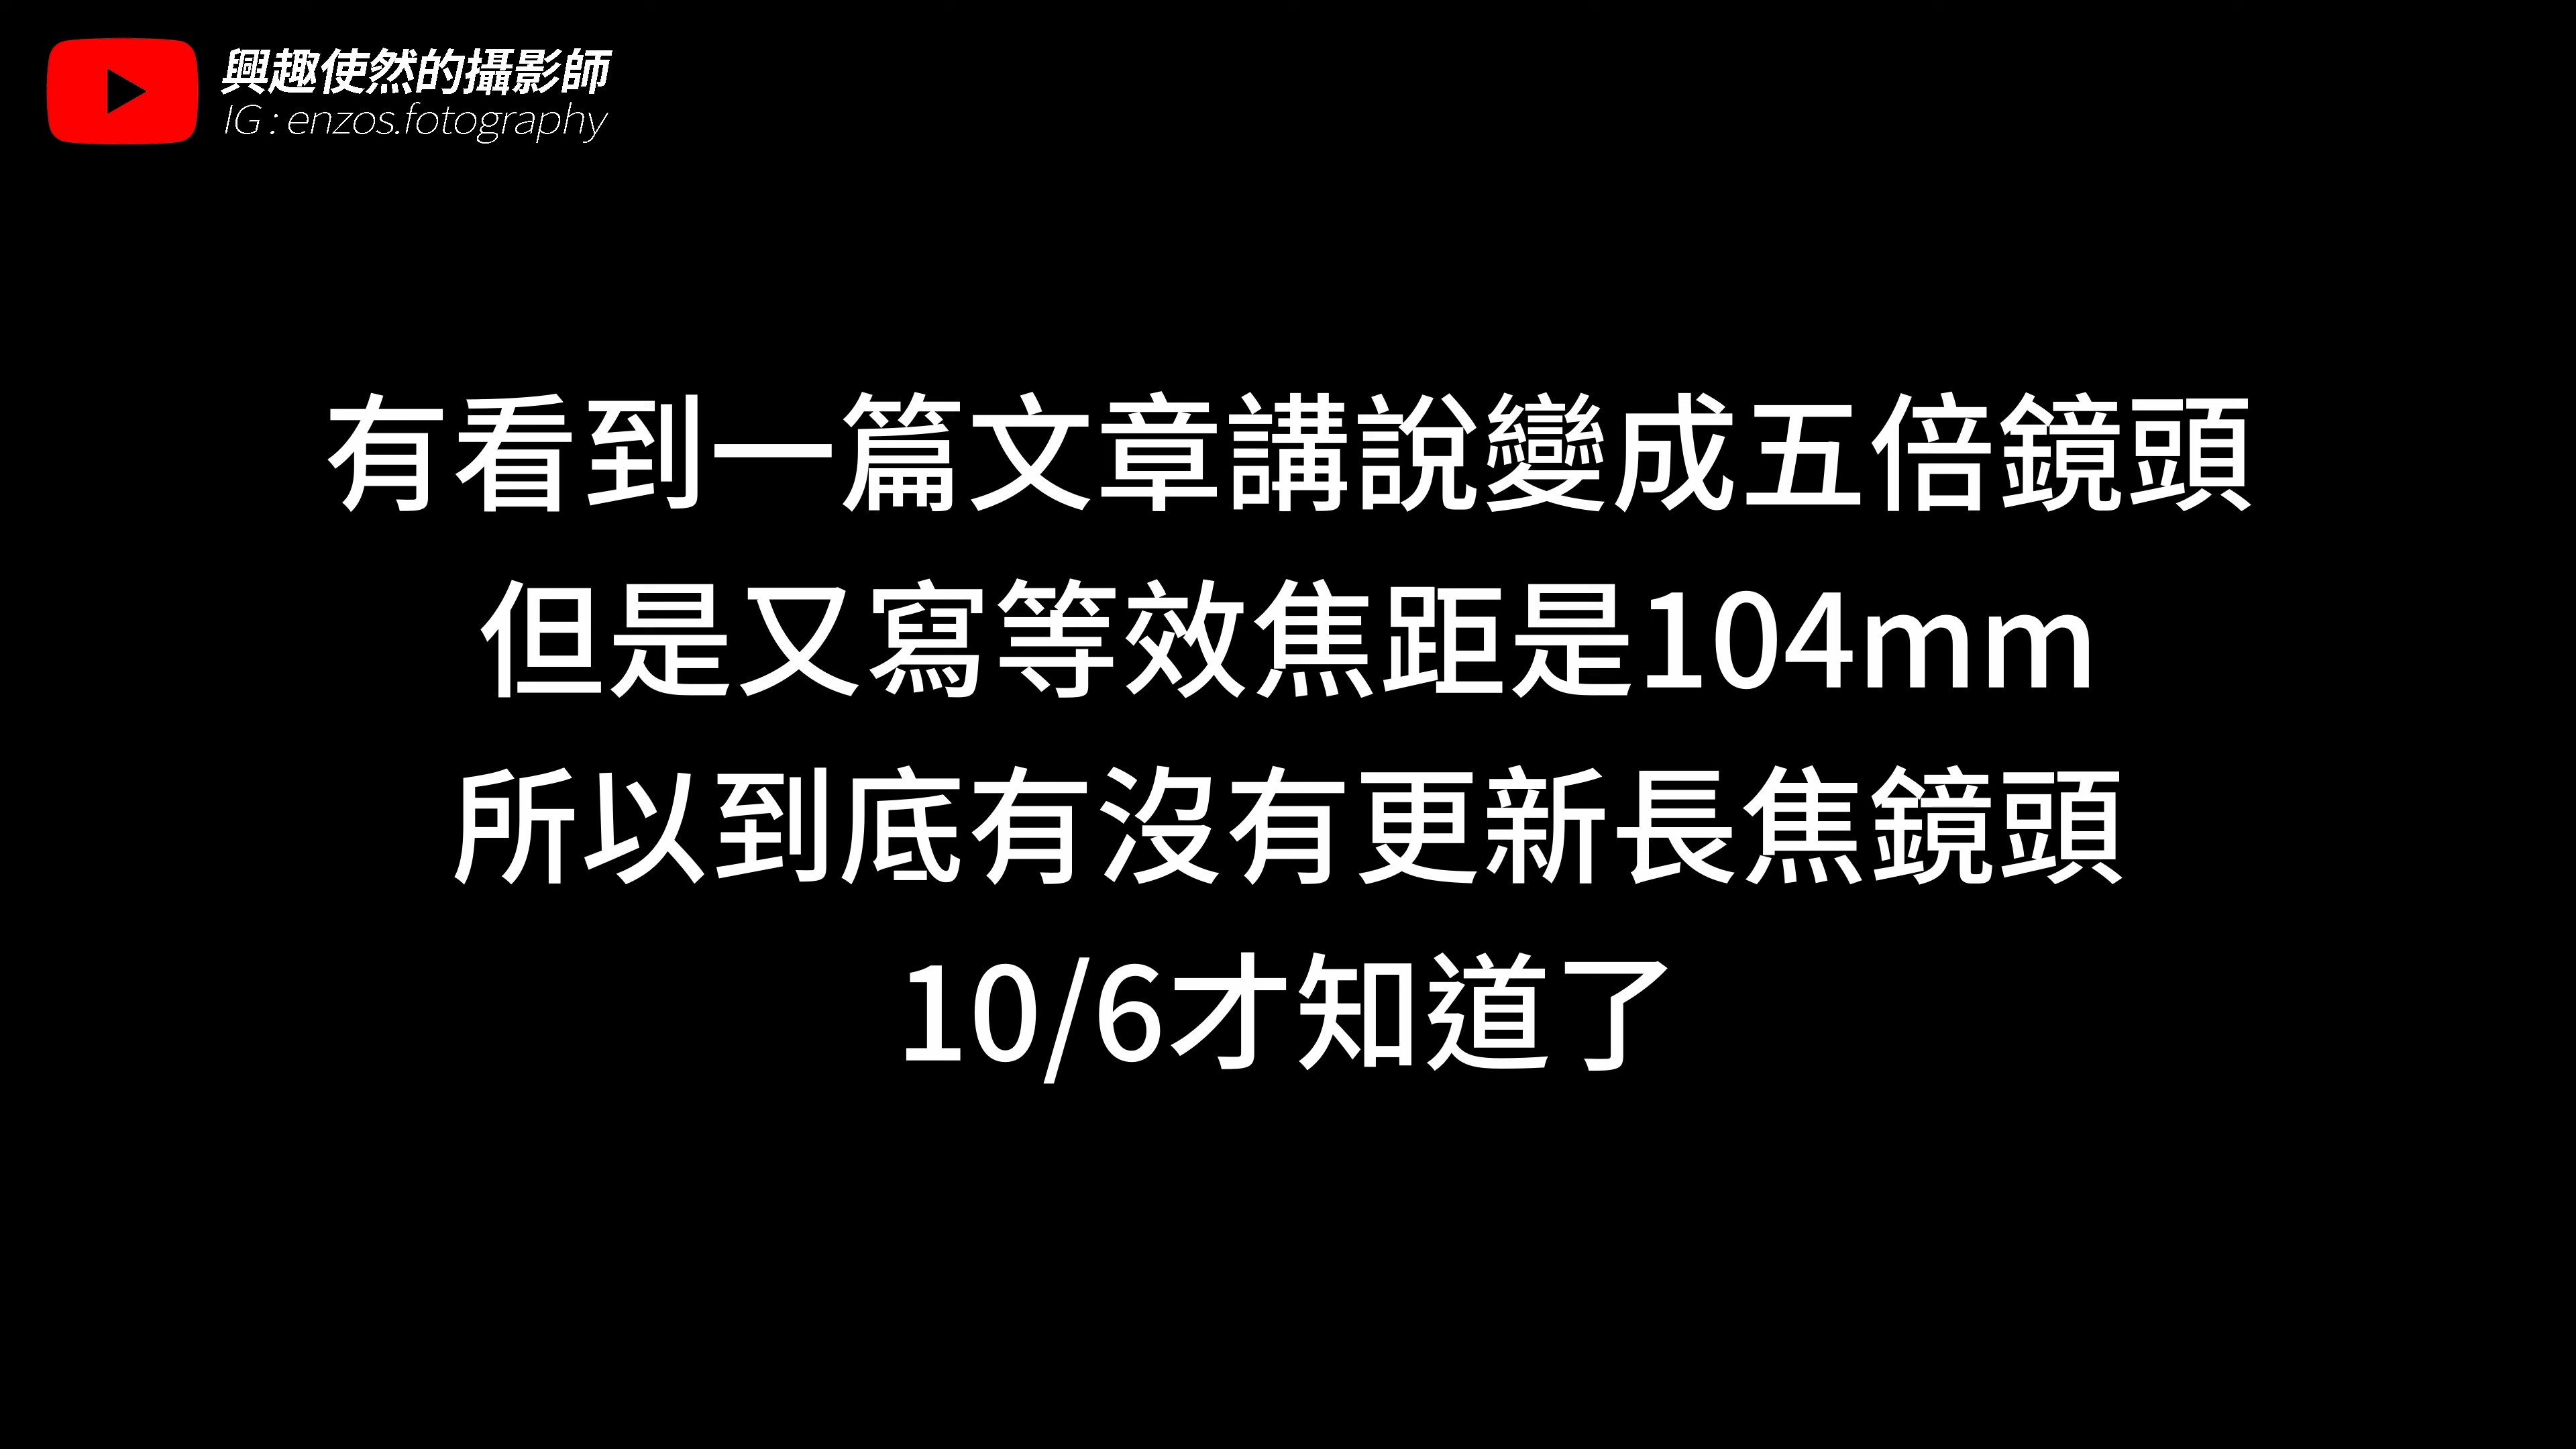 興趣使然的攝影師
IG : enzos.fotography
有看到一篇文章講說變成五倍鏡頭
但是又寫等效焦距是104mm
所以到底有沒有更新長焦鏡頭
10/6才知道了